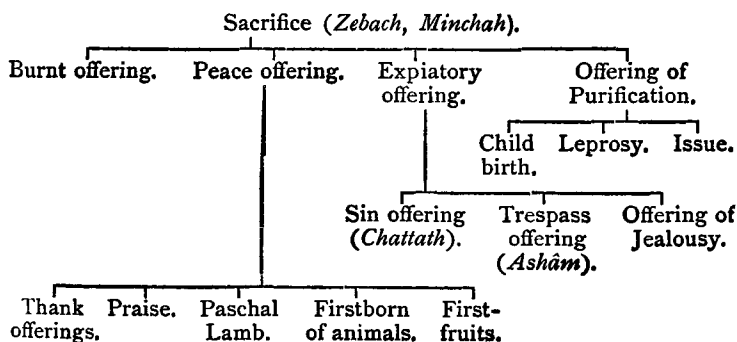 Sacrifice (Zebach, Minchah).
Burnt offering. Peace offering. Expiatory Offering of
offering. Purification.
Child Leprosy. Issue.
birth.
Sin offering Trespass Offering of
(Chattath). offering Jealousy.
(Ashâm).
Thank Praise. Paschal Firstborn First-
offerings. Lamb. of animals. fruits.